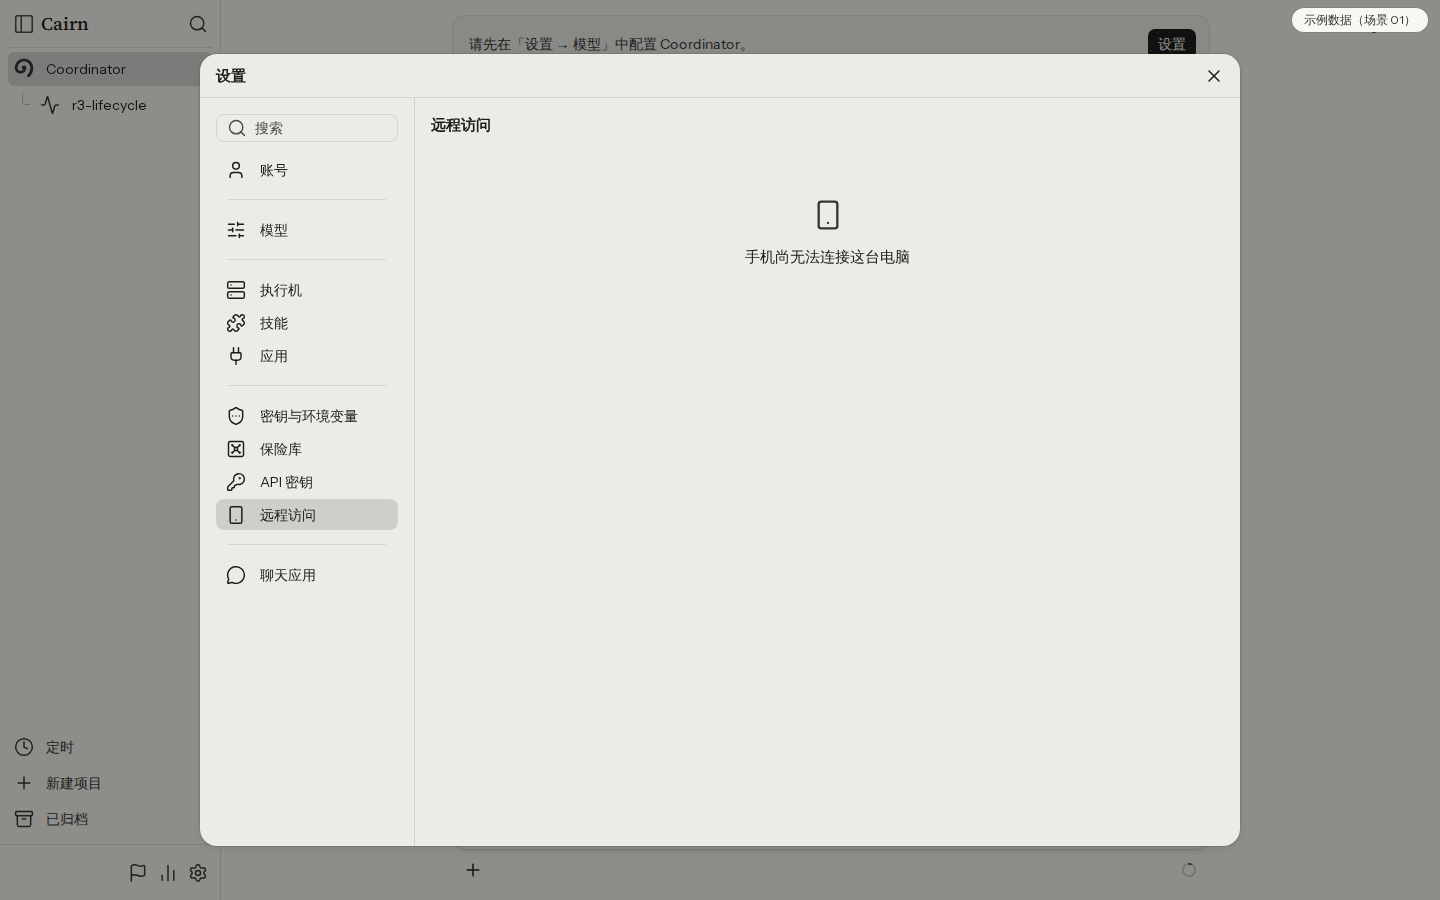 Cairn
Coordinator
r3-lifecycle
定时
新建项目
已归档
请先在「设置 → 模型」中配置 Coordinator。
设置
示例数据（场景 01）
设置
搜索
账号
模型
执行机
技能
应用
密钥与环境变量
保险库
API 密钥
远程访问
聊天应用
远程访问
手机尚无法连接这台电脑